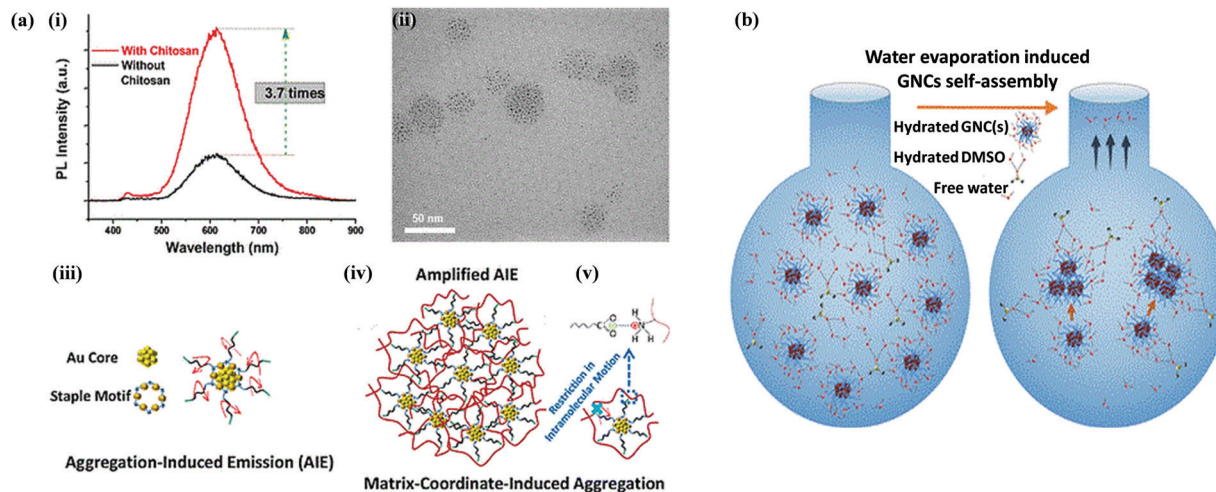 (a)
(i)
PL Intensity (a.u.)
With Chitosan
Without
Chitosan
3.7 times
400 500 600 700 800 900
Wavelength (nm)
(ii)
50 nm
(iii)
Au Core
Staple Motif
Aggregation-Induced Emission (AIE)
(iv)
Amplified AIE
(v)
C
O
O
H
N
H
H
Restriction in
Intramolecular Motion
Matrix-Coordinate-Induced Aggregation
(b)
Water evaporation induced
GNCs self-assembly
Hydrated GNC(s)
Hydrated DMSO
Free water